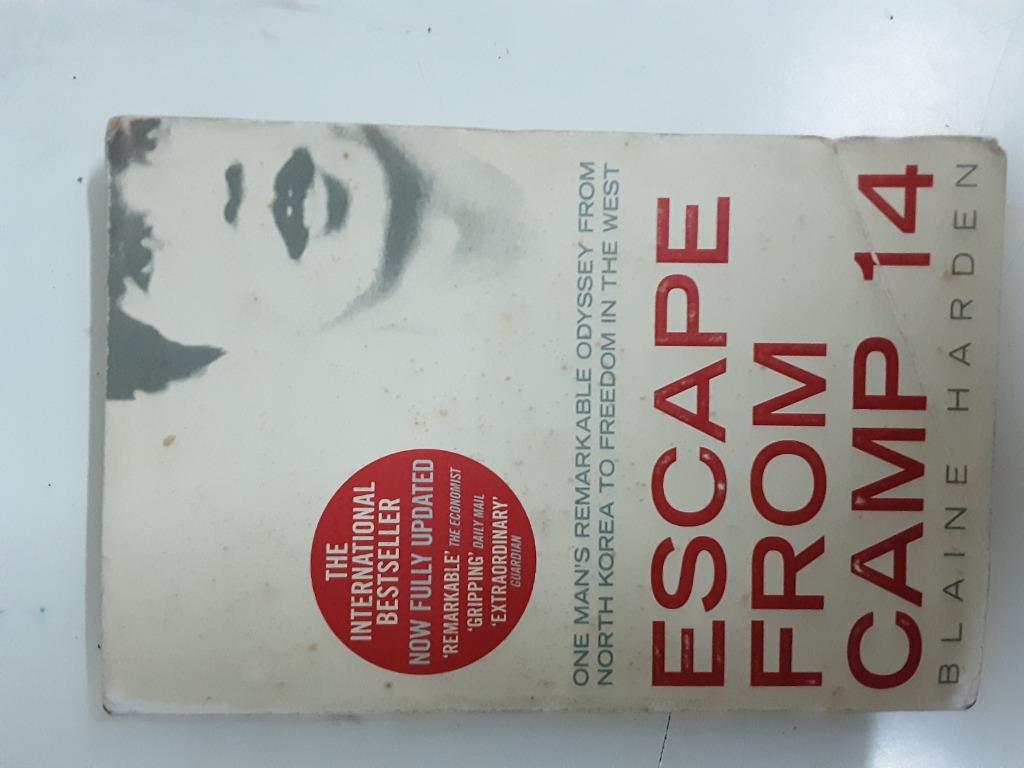 THE
INTERNATIONAL
BESTSELLER
NOW FULLY UPDATED
'REMARKABLE' THE ECONOMIST
'GRIPPING' DAILY MAIL
'EXTRAORDINARY'
GUARDIAN
ONE MAN'S REMARKABLE ODYSSEY FROM
NORTH KOREA TO FREEDOM IN THE WEST
ESCAPE
FROM
CAMP 14
BLAINE HARDEN